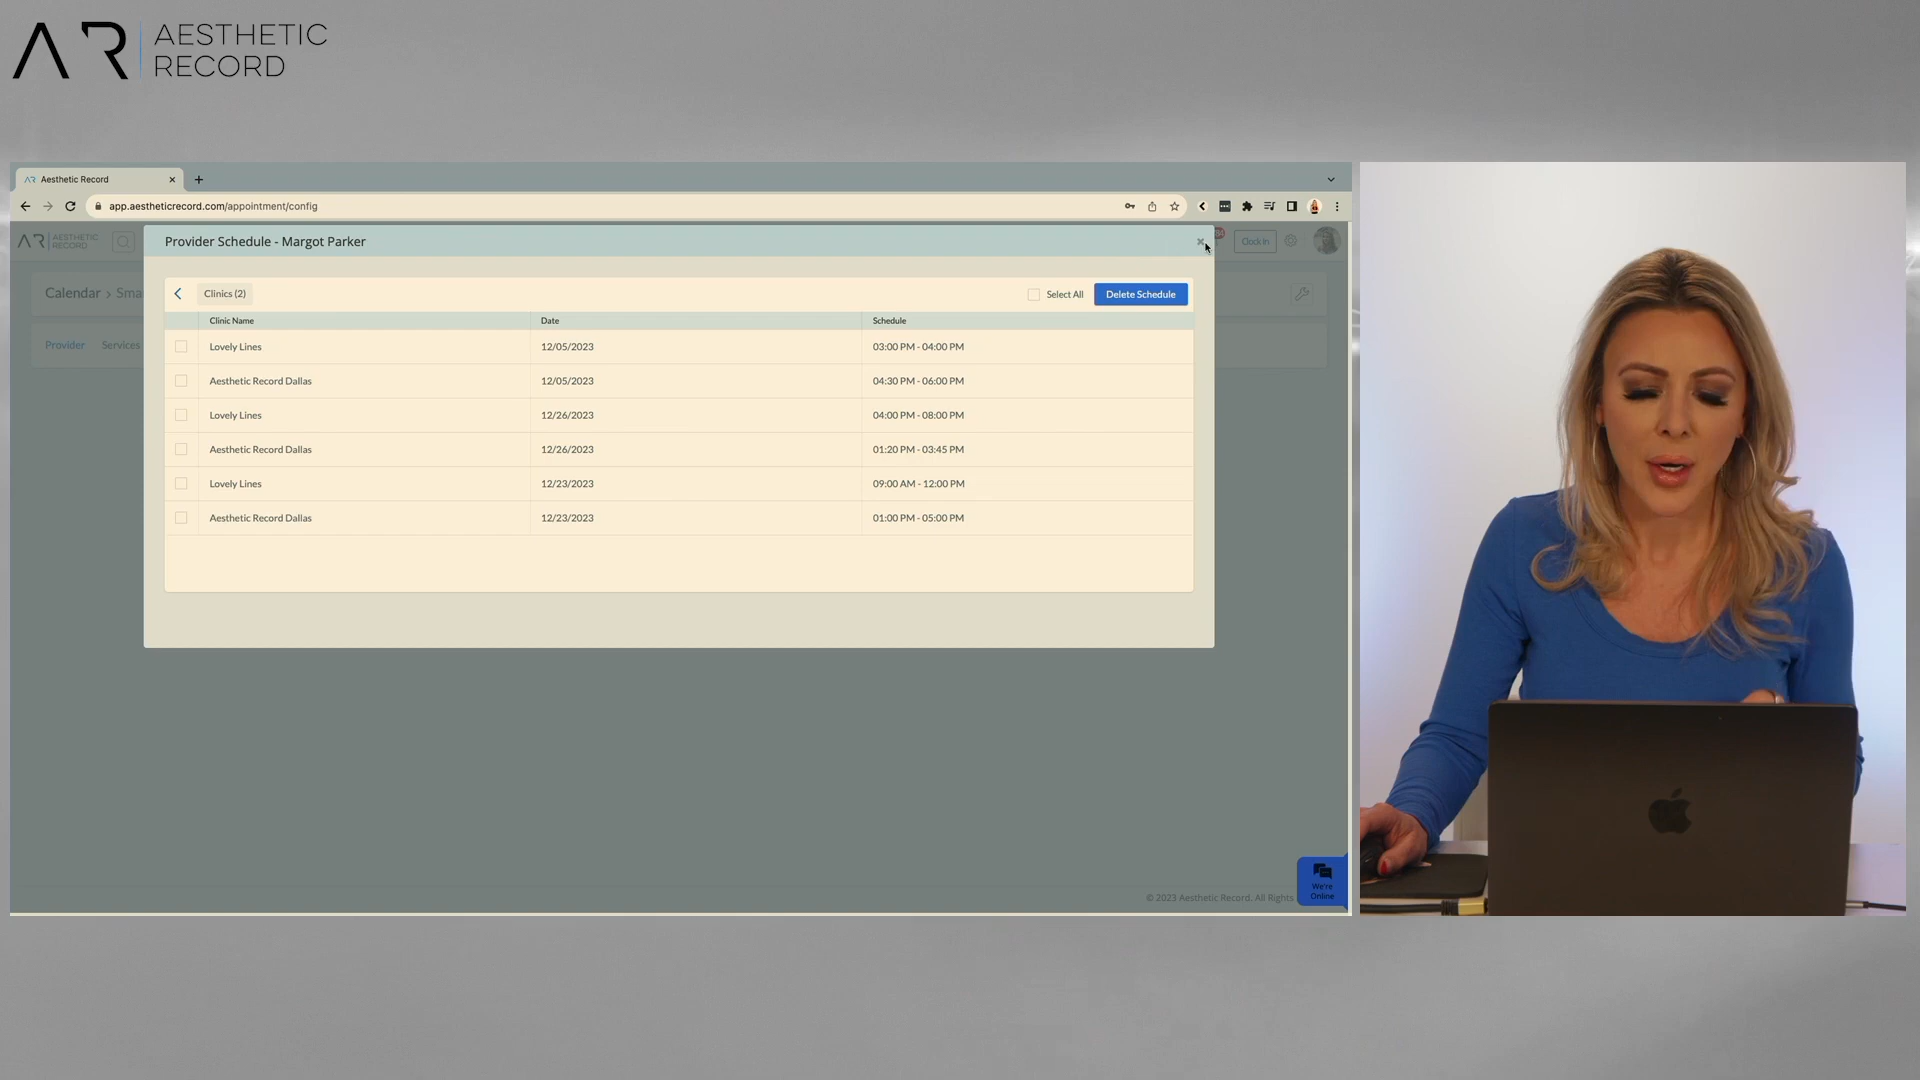 AESTHETIC
RECORD
Aesthetic Record
app.aestheticrecord.com/appointment/config
AESTHETIC
RECORD
Provider Schedule - Margot Parker
Clock In
Calendar > Sma
Clinics (2)
Select All
Delete Schedule
Provider
Services
Clinic Name Date Schedule
Lovely Lines 12/05/2023 03:00 PM - 04:00 PM
Aesthetic Record Dallas 12/05/2023 04:30 PM - 06:00 PM
Lovely Lines 12/26/2023 04:00 PM - 08:00 PM
Aesthetic Record Dallas 12/26/2023 01:20 PM - 03:45 PM
Lovely Lines 12/23/2023 09:00 AM - 12:00 PM
Aesthetic Record Dallas 12/23/2023 01:00 PM - 05:00 PM
We're
Online
© 2023 Aesthetic Record. All Rights